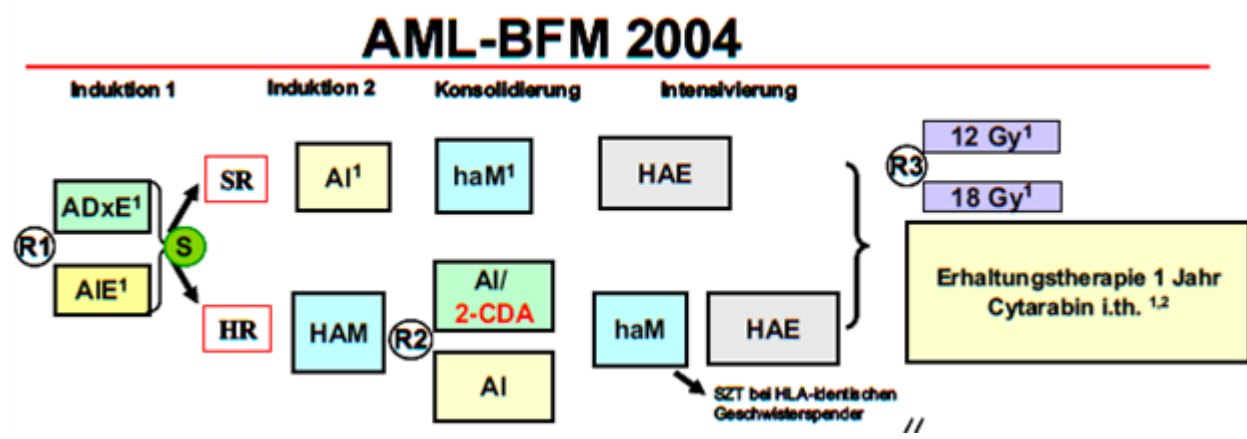 AML-BFM 2004
Induktion 1
Induktion 2
Konsolidierung
Intensivierung
R1
ADxE¹
AIE¹
S
SR
AI¹
haM¹
HAE
HR
HAM
R2
AI/
2-CDA
AI
haM
HAE
SZT bei HLA-identischen
Geschwisterspender
R3
12 Gy¹
18 Gy¹
Erhaltungstherapie 1 Jahr
Cytarabin i.th. ¹,²
//